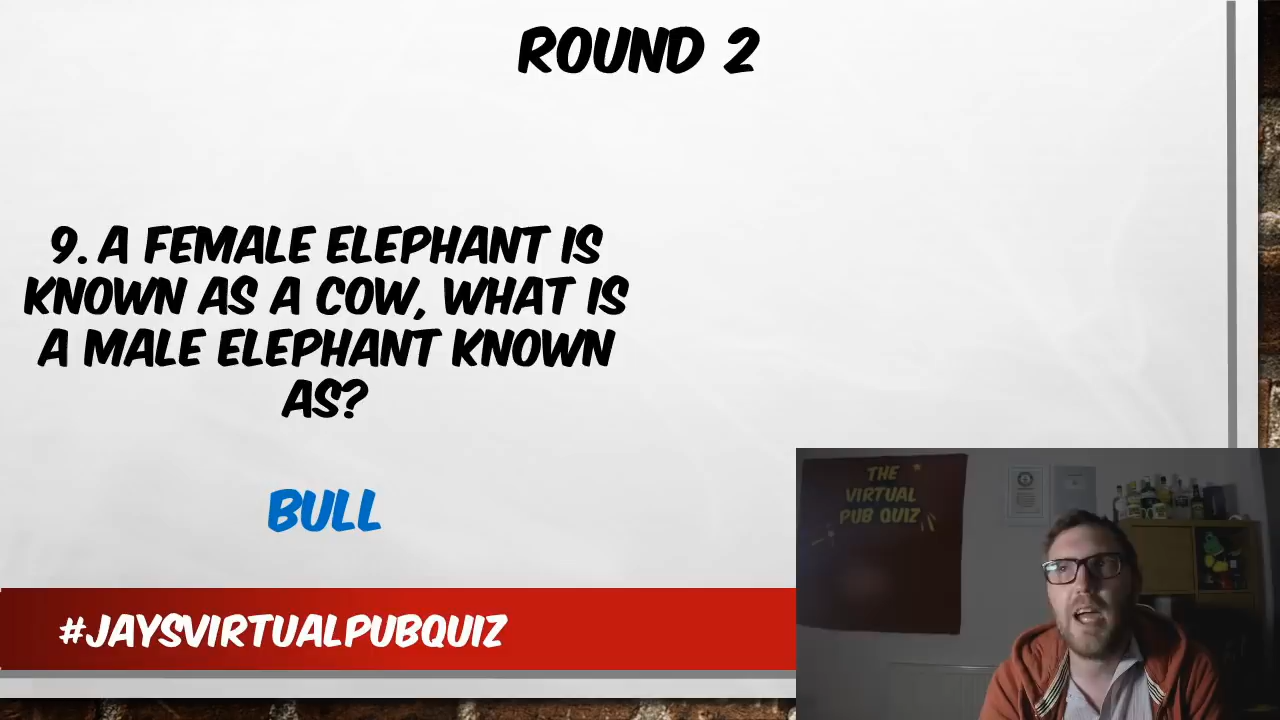 ROUND 2
9. A FEMALE ELEPHANT IS
KNOWN AS A COW, WHAT IS
A MALE ELEPHANT KNOWN
AS?
BULL
#JAYSVIRTUALPUBQUIZ
THE
VIRTUAL
PUB QUIZ